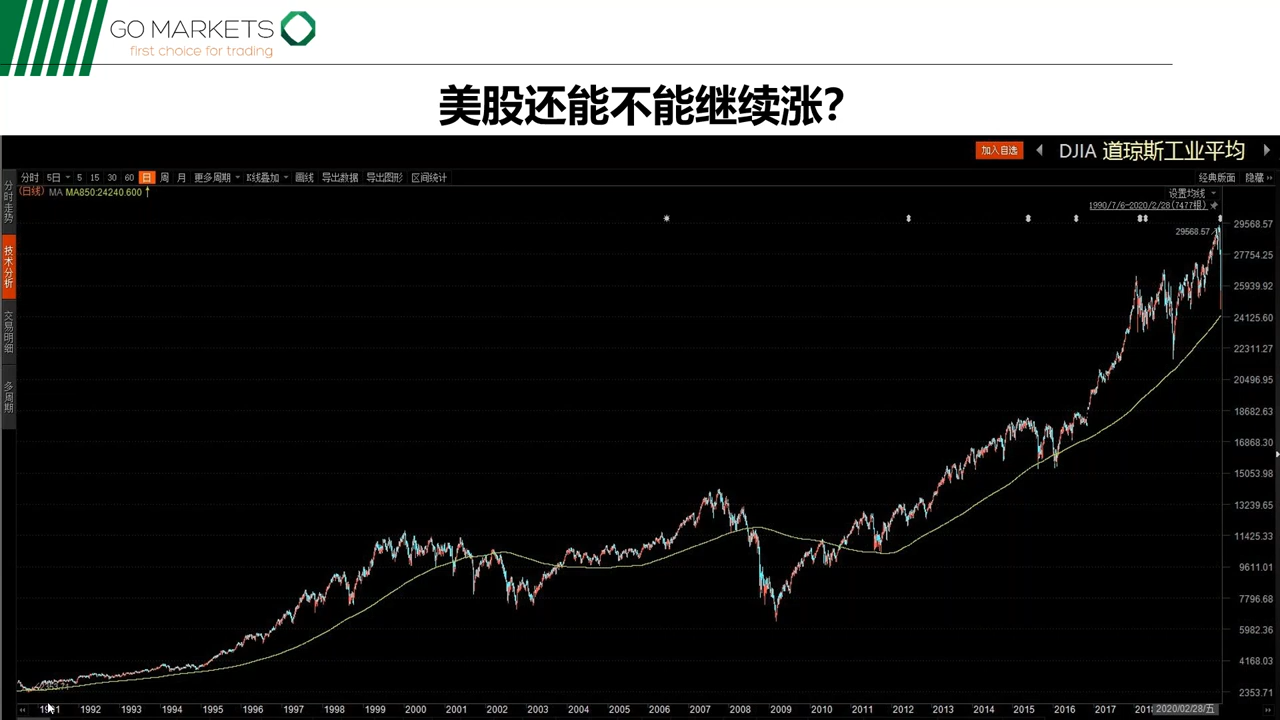 GO MARKETS
first choice for trading
美股还能不能继续涨?
加入自选 DJIA 道琼斯工业平均
分时 5日 5 15 30 60 日 周 月 更多周期 K线叠加 画线 导出数据 导出图形 区间统计 经典版面 隐藏
(日线) MA MA850:24240.600↑ 设置均线
1990/7/6-2020/2/28(7477根)
分时走势
技术分析
交易明细
多周期
29568.57
29568.57
27754.25
25939.92
24125.60
22311.27
20496.95
18682.63
16868.30
15053.98
13239.65
11425.33
9611.01
7796.68
5982.36
4168.03
2353.71
1992 1993 1994 1995 1996 1997 1998 1999 2000 2001 2002 2003 2004 2005 2006 2007 2008 2009 2010 2011 2012 2013 2014 2015 2016 2017 2020/02/28/五